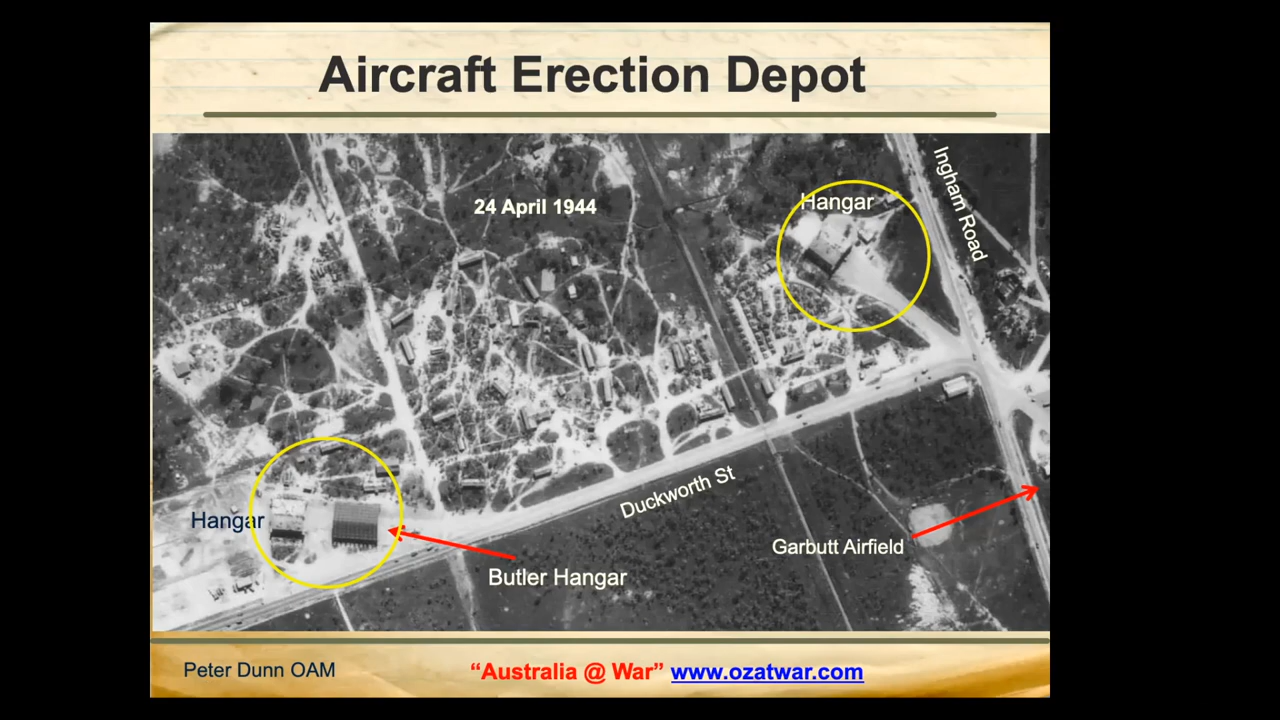 Aircraft Erection Depot
Hangar
24 April 1944
Ingham Road
Duckworth St
Hangar
Garbutt Airfield
Butler Hangar
Peter Dunn OAM
“Australia @ War” www.ozatwar.com